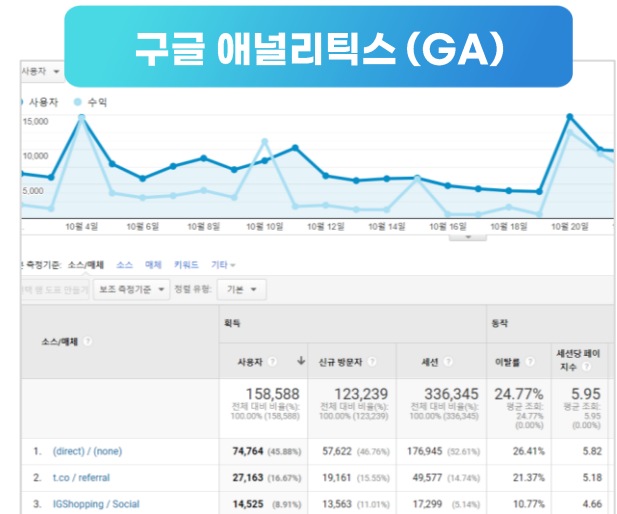 구글 애널리틱스 (GA)
사용자
사용자 수익
15,000
10,000
5,000
10월 4일 10월 6일 10월 8일 10월 10일 10월 12일 10월 14일 10월 16일 10월 18일 10월 20일
측정기준: 소스/매체 소스 매체 키워드 기타
보조 측정기준 정렬 유형: 기본
소스/매체 획득 동작
사용자 신규 방문자 세션 이탈률 세션당 페이지수
158,588 123,239 336,345 24.77% 5.95
전체 대비 비율(%): 전체 대비 비율(%): 전체 대비 비율(%): 평균 조회: 평균 조회:
100.00% (158,588) 100.00% (123,239) 100.00% (336,345) 24.77% 5.95
(0.00%) (0.00%)
1. (direct) / (none) 74,764 (45.88%) 57,622 (46.76%) 176,945 (52.61%) 26.41% 5.82
2. t.co / referral 27,163 (16.67%) 19,161 (15.55%) 49,577 (14.74%) 21.37% 5.18
3. IGShopping / Social 14,525 (8.91%) 13,563 (11.01%) 17,299 (5.14%) 10.77% 4.66